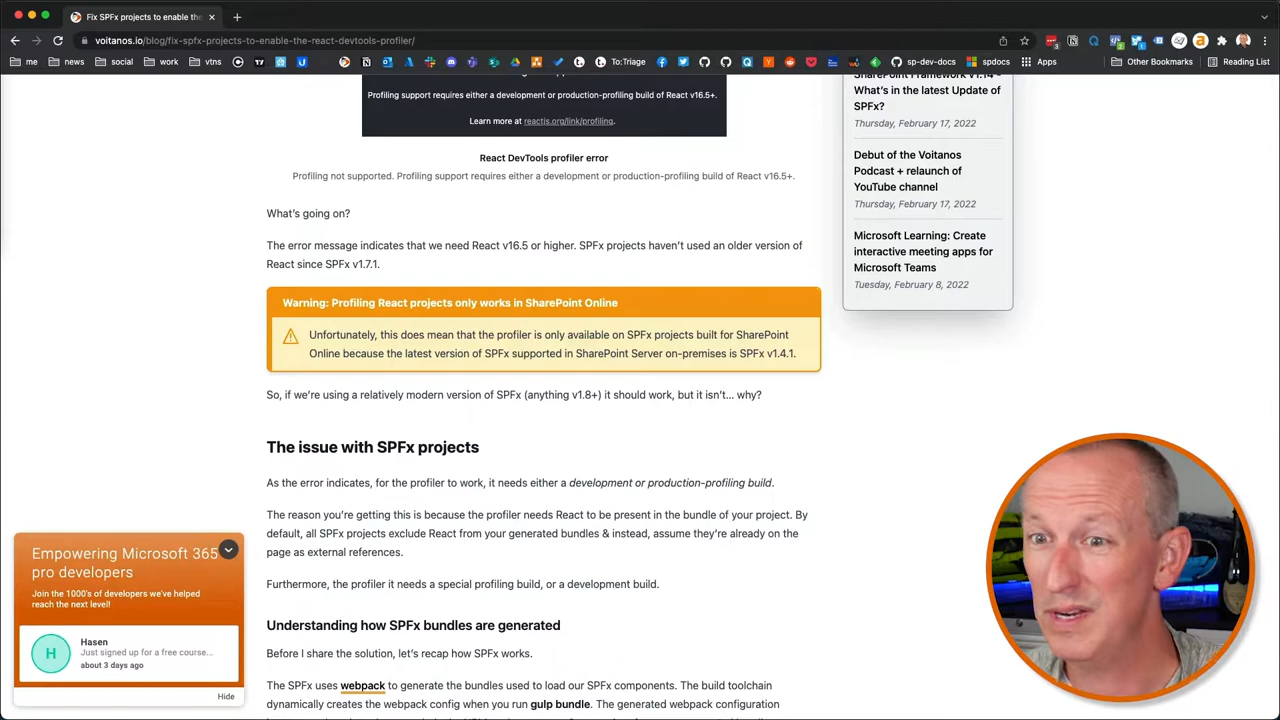 Fix SPFx projects to enable the
voitanos.io/blog/fix-spfx-projects-to-enable-the-react-devtools-profiler/
me
news
social
work
vtns
To:Triage
sp-dev-docs
spdocs
Apps
Other Bookmarks
Reading List
Profiling support requires either a development or production-profiling build of React v16.5+.
Learn more at reactjs.org/link/profiling.
React DevTools profiler error
Profiling not supported. Profiling support requires either a development or production-profiling build of React v16.5+.
What's going on?
The error message indicates that we need React v16.5 or higher. SPFx projects haven't used an older version of
React since SPFx v1.7.1.
Warning: Profiling React projects only works in SharePoint Online
Unfortunately, this does mean that the profiler is only available on SPFx projects built for SharePoint
Online because the latest version of SPFx supported in SharePoint Server on-premises is SPFx v1.4.1.
So, if we're using a relatively modern version of SPFx (anything v1.8+) it should work, but it isn't... why?
The issue with SPFx projects
As the error indicates, for the profiler to work, it needs either a development or production-profiling build.
The reason you're getting this is because the profiler needs React to be present in the bundle of your project. By
default, all SPFx projects exclude React from your generated bundles & instead, assume they're already on the
page as external references.
Furthermore, the profiler it needs a special profiling build, or a development build.
Understanding how SPFx bundles are generated
Before I share the solution, let's recap how SPFx works.
The SPFx uses webpack to generate the bundles used to load our SPFx components. The build toolchain
dynamically creates the webpack config when you run gulp bundle. The generated webpack configuration
SharePoint Framework v1.14 -
What's in the latest Update of
SPFx?
Thursday, February 17, 2022
Debut of the Voitanos
Podcast + relaunch of
YouTube channel
Thursday, February 17, 2022
Microsoft Learning: Create
interactive meeting apps for
Microsoft Teams
Tuesday, February 8, 2022
Empowering Microsoft 365
pro developers
Join the 1000's of developers we've helped
reach the next level!
H
Hasen
Just signed up for a free course...
about 3 days ago
Hide